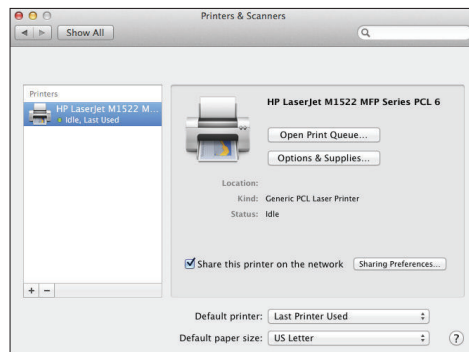 Printers & Scanners
Show All
Printers
HP LaserJet M1522 M...
Idle, Last Used
HP LaserJet M1522 MFP Series PCL 6
Open Print Queue...
Options & Supplies...
Location:
Kind: Generic PCL Laser Printer
Status: Idle
Share this printer on the network Sharing Preferences...
+ −
Default printer: Last Printer Used
Default paper size: US Letter ?